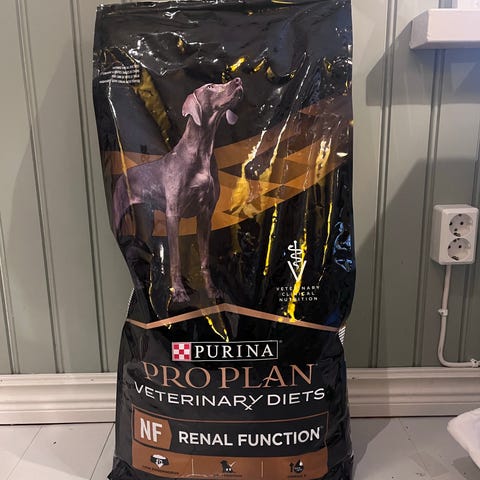 VETERINARY
CLINICAL
NUTRITION
PURINA
PRO PLAN
VETERINARY DIETS
NF RENAL FUNCTION